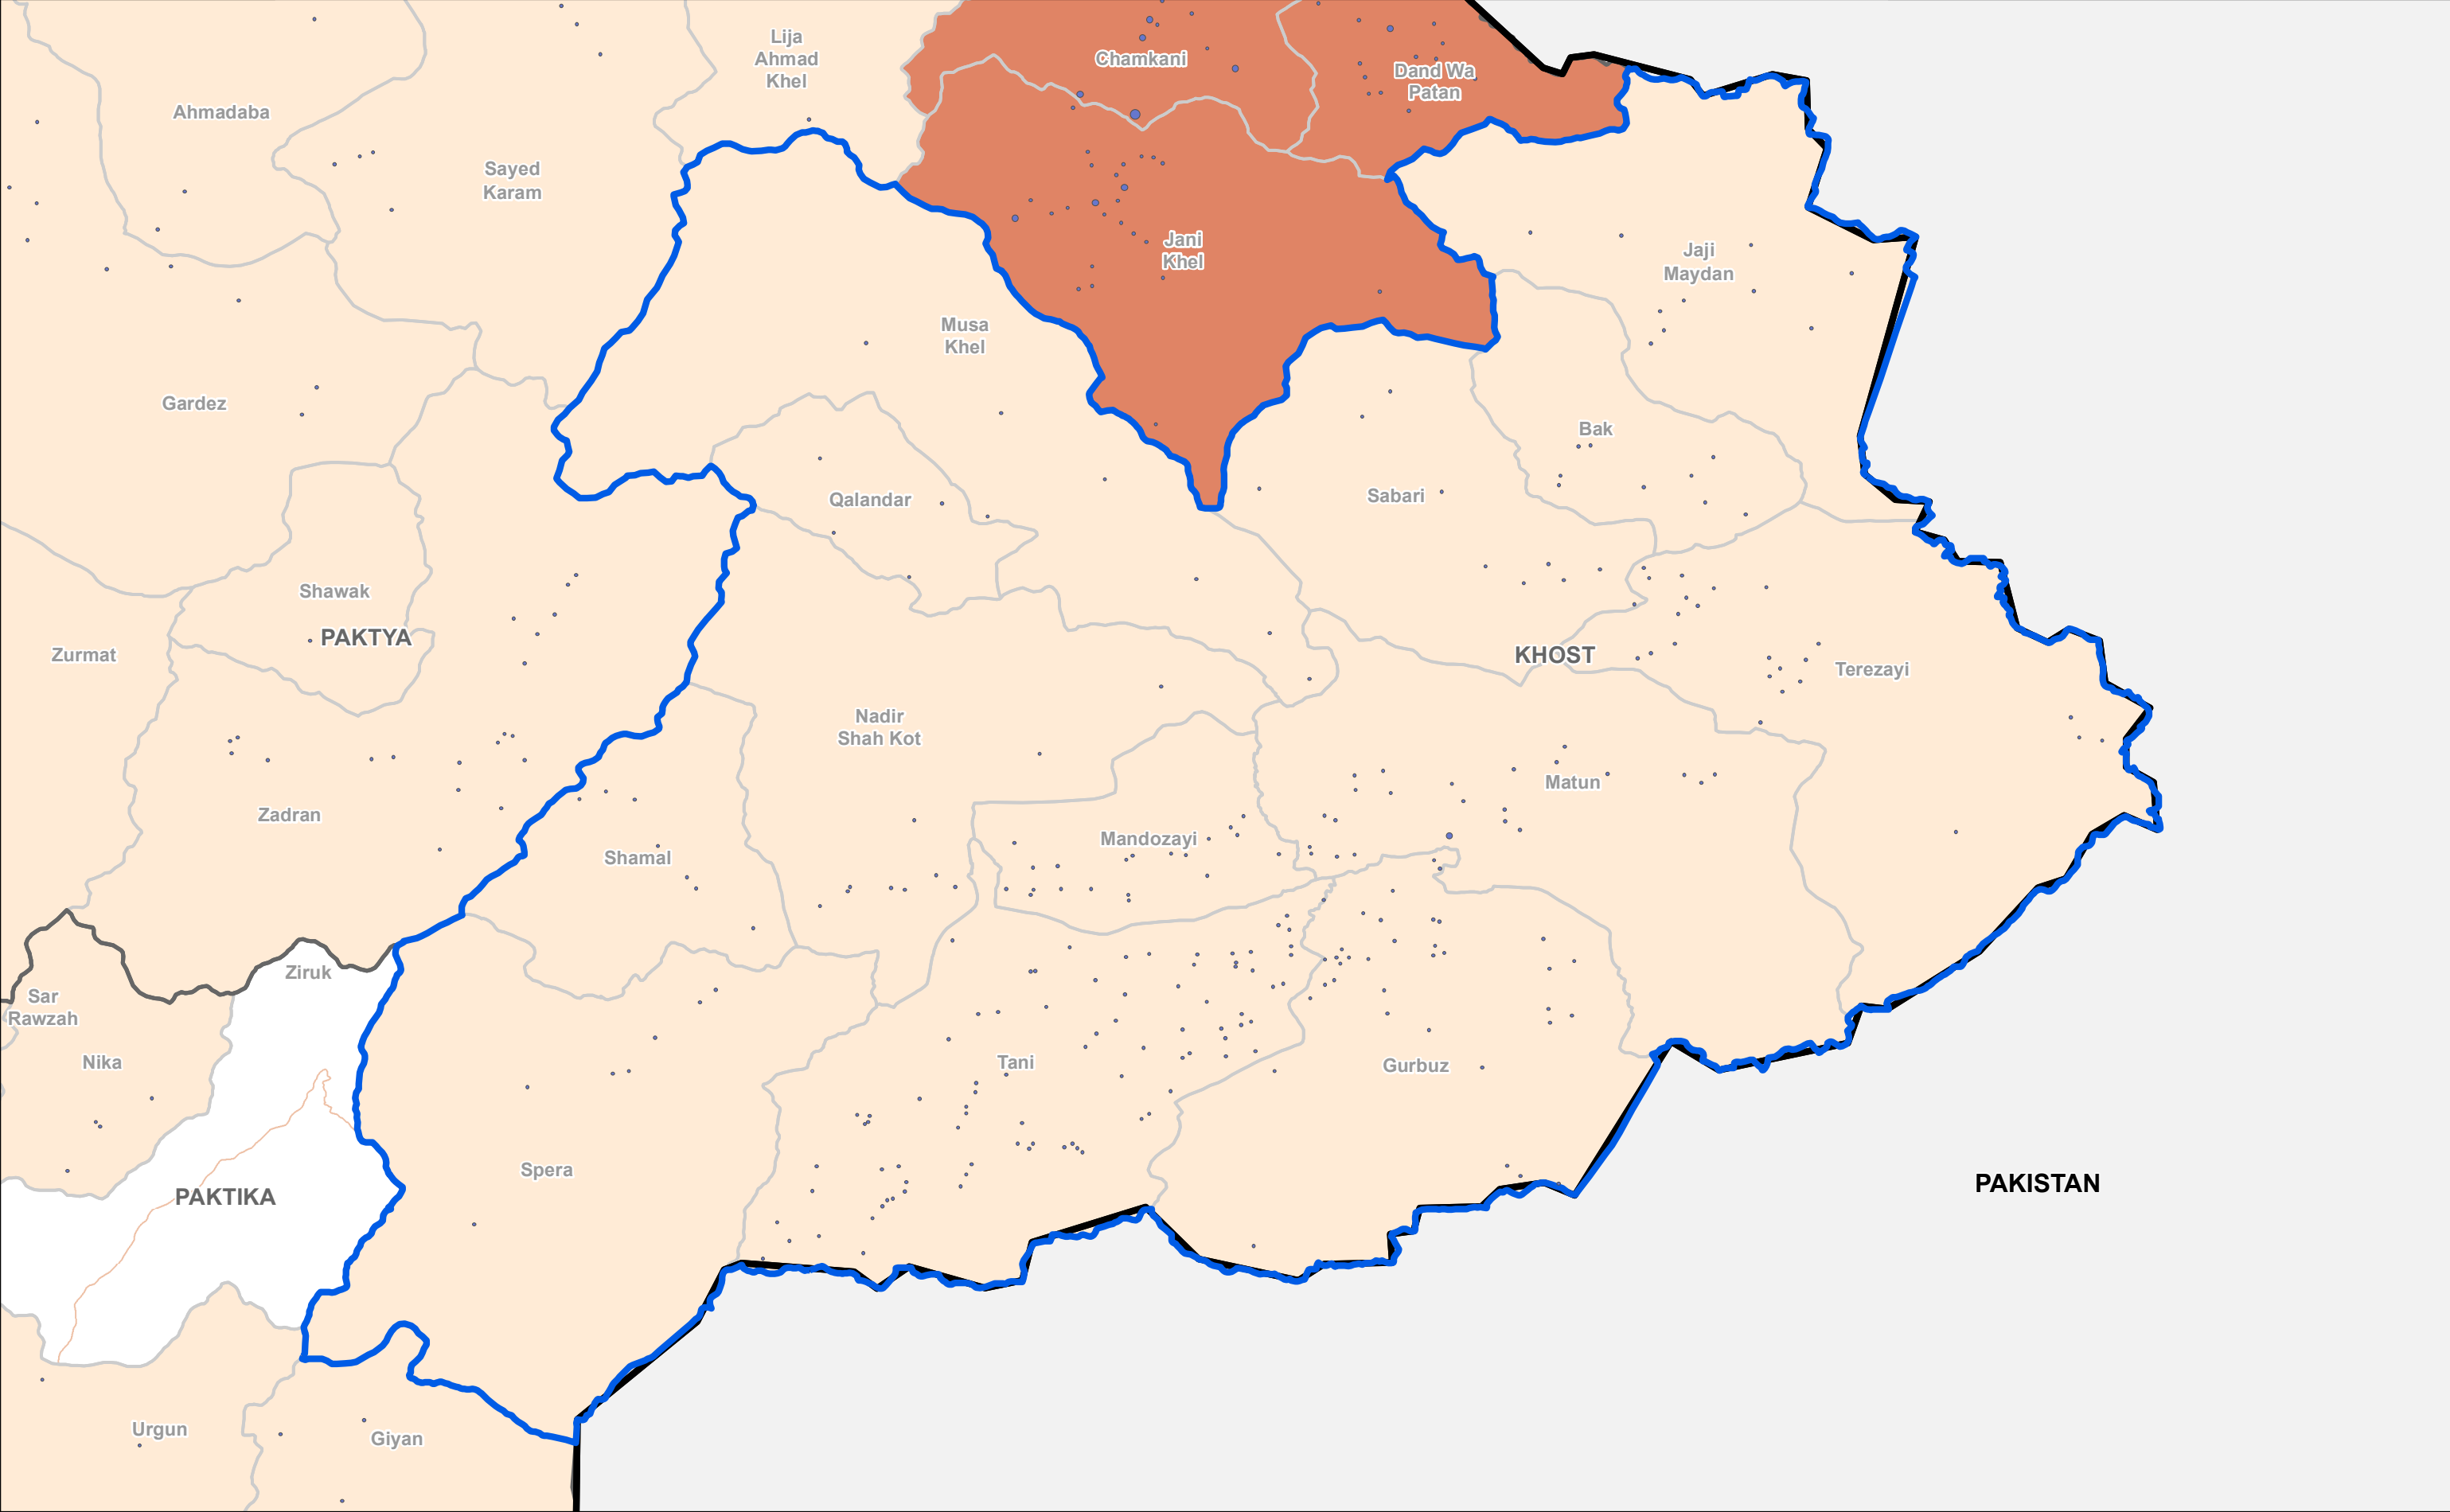 Lija
Ahmad
Khel
Chamkani
Dand Wa
Patan
Ahmadaba
Sayed
Karam
Jani
Khel
Jaji
Maydan
Musa
Khel
Gardez
Bak
Qalandar
Sabari
Shawak
PAKTYA
Zurmat
KHOST
Terezayi
Nadir
Shah Kot
Matun
Zadran
Mandozayi
Shamal
Ziruk
Sar
Rawzah
Nika
Tani
Gurbuz
Spera
PAKTIKA
PAKISTAN
Urgun
Giyan